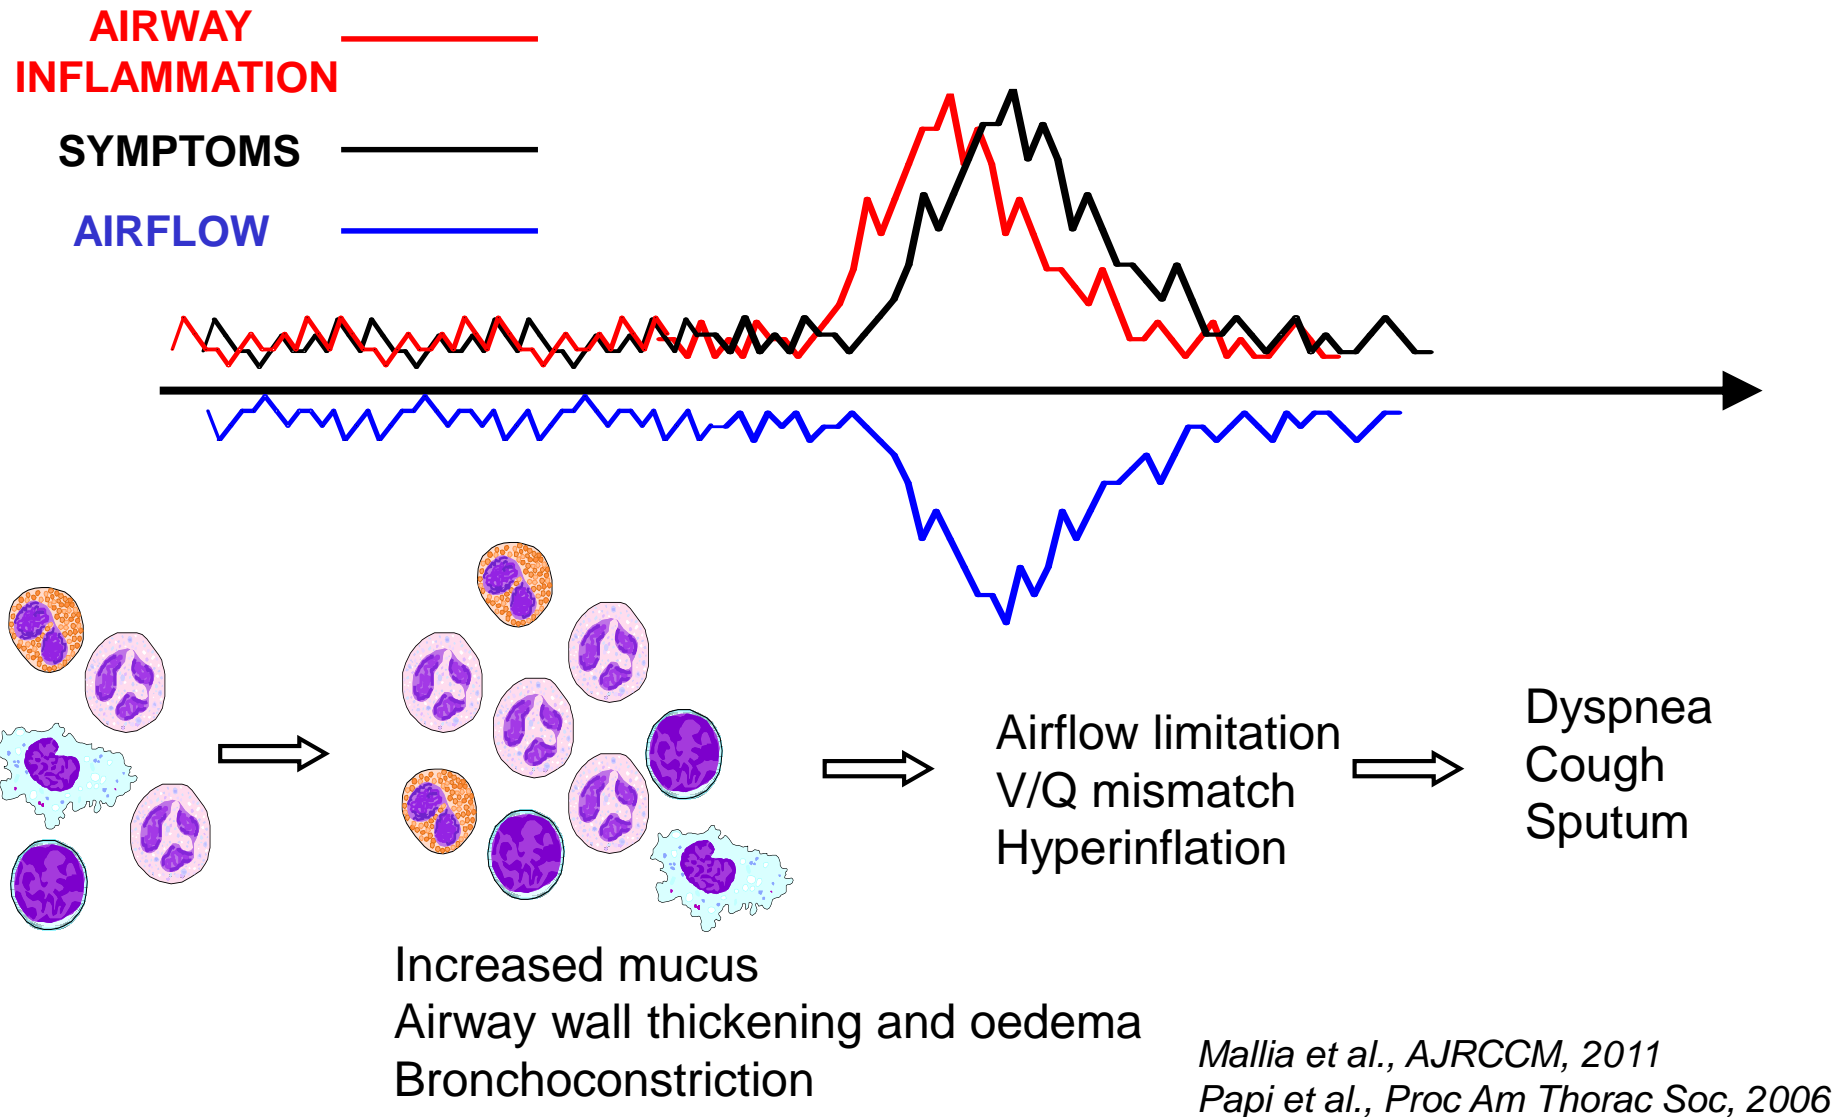 AIRWAY
INFLAMMATION
SYMPTOMS
AIRFLOW
Airflow limitation
V/Q mismatch
Hyperinflation
Dyspnea
Cough
Sputum
Increased mucus
Airway wall thickening and oedema
Bronchoconstriction
Mallia et al., AJRCCM, 2011
Papi et al., Proc Am Thorac Soc, 2006